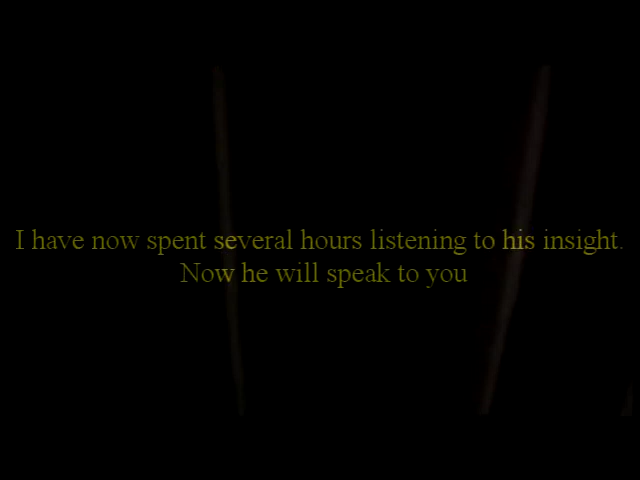 I have now spent several hours listening to his insight.
Now he will speak to you